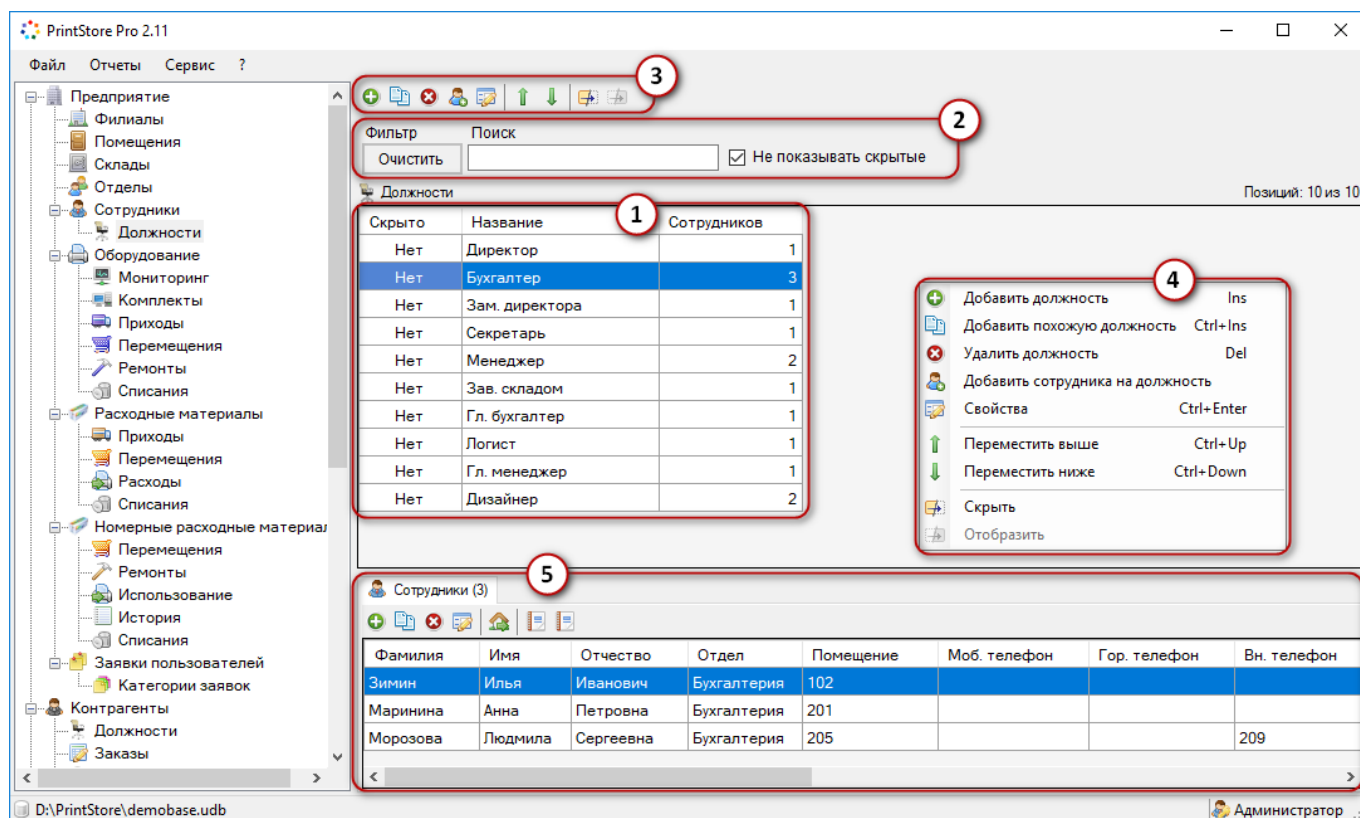 PrintStore Pro 2.11
Файл Отчеты Сервис ?
Предприятие
Филиалы
Помещения
Склады
Отделы
Сотрудники
Должности
Оборудование
Мониторинг
Комплекты
Приходы
Перемещения
Ремонты
Списания
Расходные материалы
Приходы
Перемещения
Расходы
Списания
Номерные расходные материал
Перемещения
Ремонты
Использование
История
Списания
Заявки пользователей
Категории заявок
Контрагенты
Должности
Заказы
3
2
Фильтр Поиск
Очистить Не показывать скрытые
Должности Позиций: 10 из 10
1
Скрыто Название Сотрудников
Нет Директор 1
Нет Бухгалтер 3
Нет Зам. директора 1
Нет Секретарь 1
Нет Менеджер 2
Нет Зав. складом 1
Нет Гл. бухгалтер 1
Нет Логист 1
Нет Гл. менеджер 1
Нет Дизайнер 2
4
Добавить должность Ins
Добавить похожую должность Ctrl+Ins
Удалить должность Del
Добавить сотрудника на должность
Свойства Ctrl+Enter
Переместить выше Ctrl+Up
Переместить ниже Ctrl+Down
Скрыть
Отобразить
5
Сотрудники (3)
Фамилия Имя Отчество Отдел Помещение Моб. телефон Гор. телефон Вн. телефон
Зимин Илья Иванович Бухгалтерия 102
Маринина Анна Петровна Бухгалтерия 201
Морозова Людмила Сергеевна Бухгалтерия 205 209
D:\PrintStore\demobase.udb Администратор